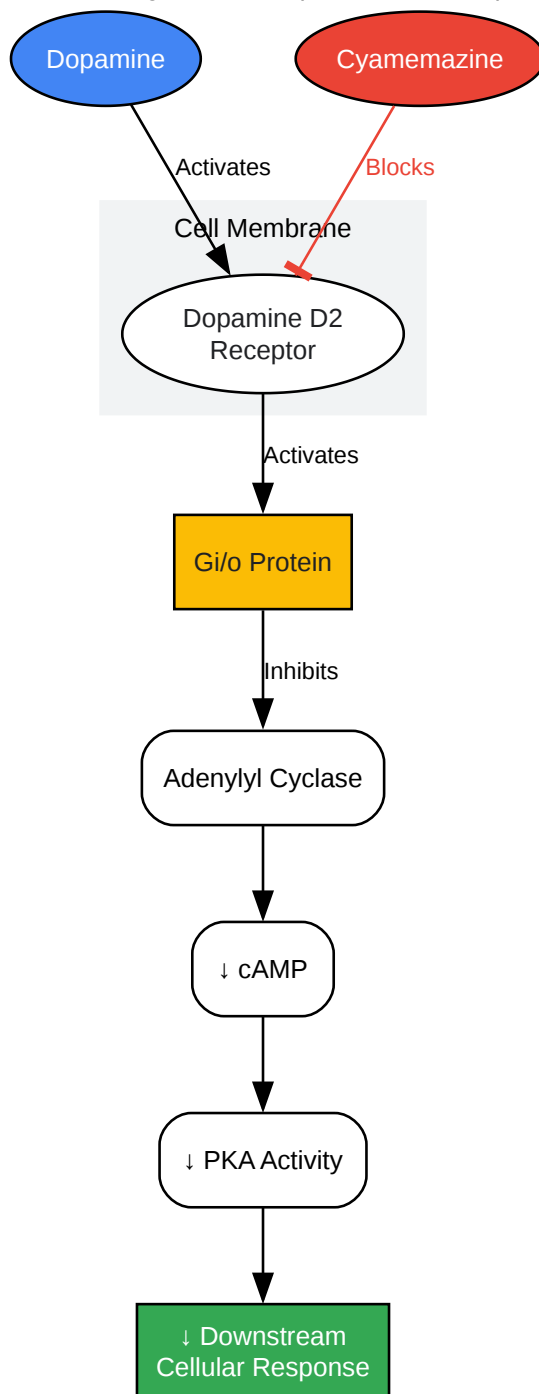 Dopamine
Cyamemazine
Activates
Blocks
Cell Membrane
Dopamine D2
Receptor
Activates
Gi/o Protein
Inhibits
Adenylyl Cyclase
↓ cAMP
↓ PKA Activity
↓ Downstream
Cellular Response